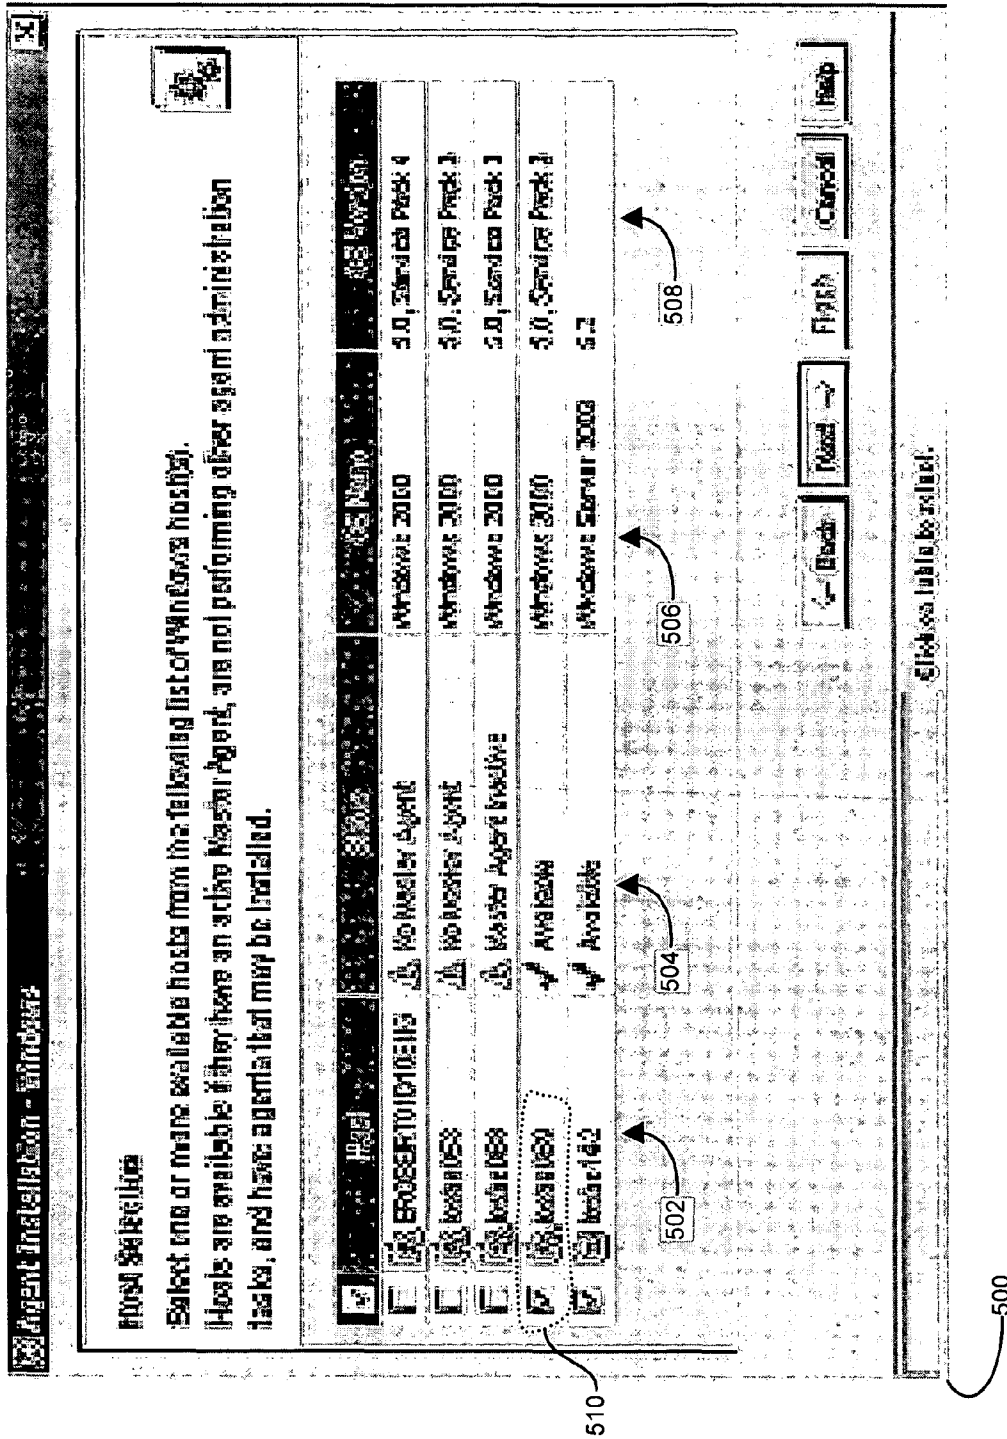 Agent Installation - Windows
Host Selection
Select one or more available hosts from the following list of Windows host(s).
Hosts are available if they have an active Master Agent, are not performing other agent administration
tasks, and have agents that may be installed.
Host Status OS Name OS Version
No Master Agent Windows 2000 5.0, Service Pack 4
No Master Agent Windows 2000 5.0, Service Pack
Master Agent Inactive Windows 2000 5.0, Service Pack
Available Windows 2000 5.0, Service Pack
Available Windows Server 2003 5.2
510
502
504
506
508
<-- Back Next --> Finish Cancel Help
Click on table to select.
500